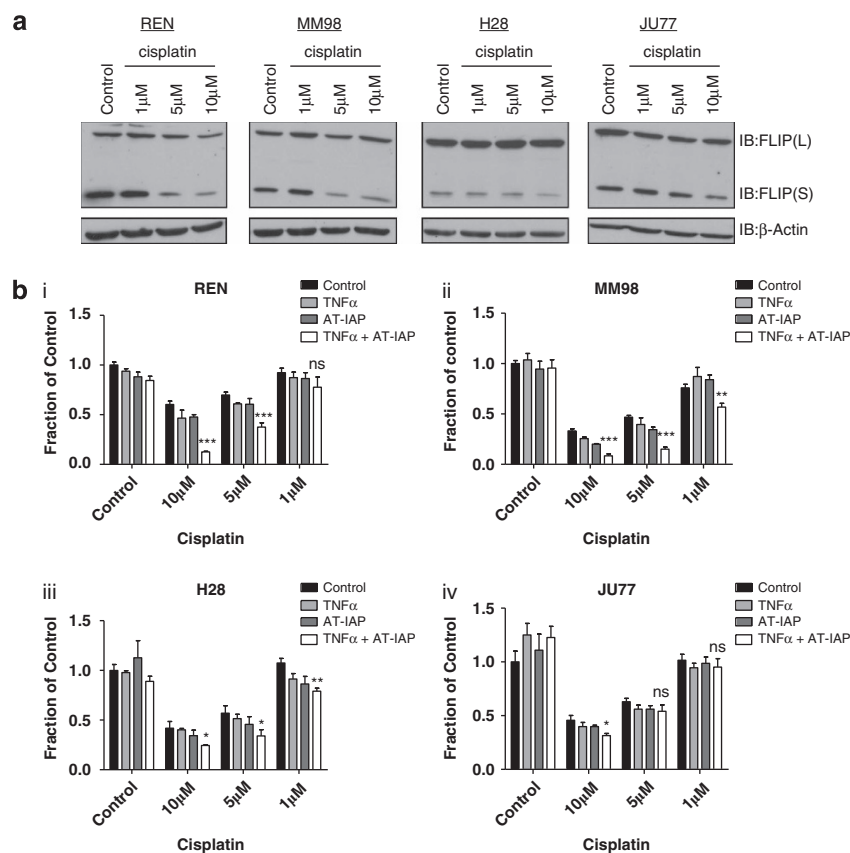 a
REN
MM98
H28
JU77
cisplatin
cisplatin
cisplatin
cisplatin
Control
1μM
5μM
10μM
Control
1μM
5μM
10μM
Control
1μM
5μM
10μM
Control
1μM
5μM
10μM
IB:FLIP(L)
IB:FLIP(S)
IB:β-Actin
b
i
REN
Control
TNFα
AT-IAP
TNFα + AT-IAP
Fraction of Control
1.5
1.0
0.5
0.0
***
***
ns
Control
10μM
5μM
1μM
Cisplatin
ii
MM98
Control
TNFα
AT-IAP
TNFα + AT-IAP
Fraction of control
1.5
1.0
0.5
0.0
***
***
**
Control
10μM
5μM
1μM
Cisplatin
iii
H28
Control
TNFα
AT-IAP
TNFα + AT-IAP
Fraction of Control
1.5
1.0
0.5
0.0
*
*
**
Control
10μM
5μM
1μM
Cisplatin
iv
JU77
Control
TNFα
AT-IAP
TNFα + AT-IAP
Fraction of Control
1.5
1.0
0.5
0.0
*
ns
ns
Control
10μM
5μM
1μM
Cisplatin